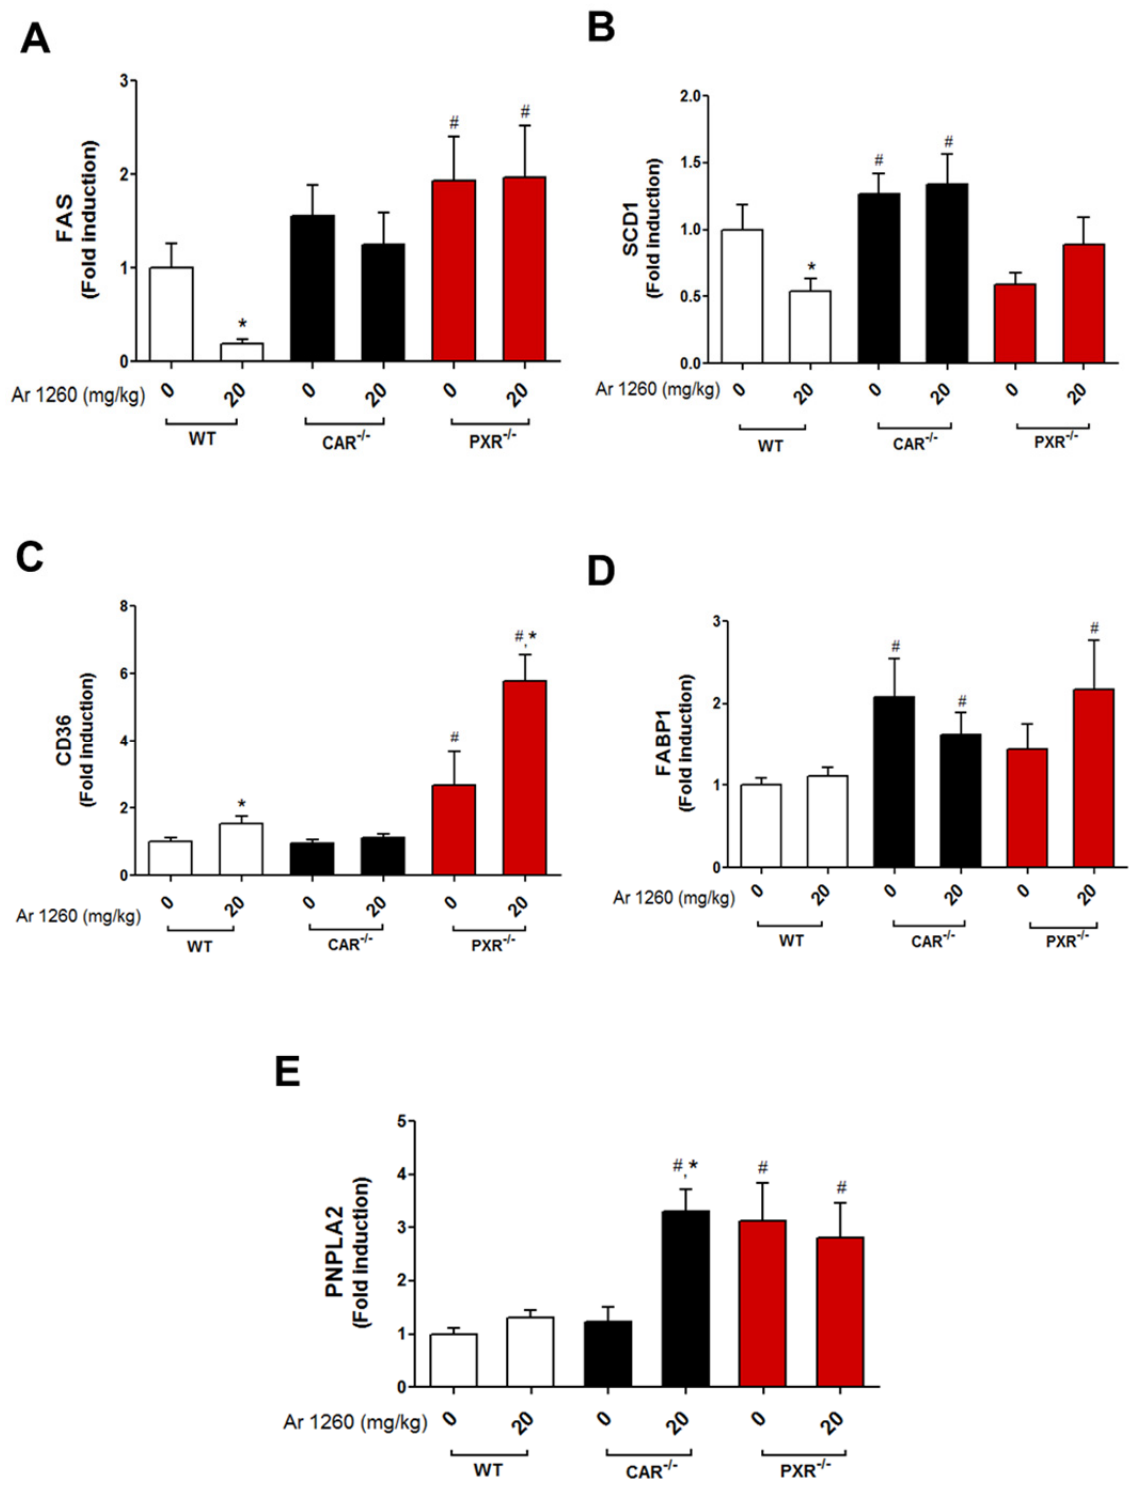 A
FAS
(Fold induction)
3
2
1
0
*
#
#
Ar 1260 (mg/kg)
0
20
0
20
0
20
WT
CAR-/-
PXR-/-
B
SCD1
(Fold induction)
2.0
1.5
1.0
0.5
0.0
*
#
#
Ar 1260 (mg/kg)
0
20
0
20
0
20
WT
CAR-/-
PXR-/-
C
CD36
(Fold induction)
8
6
4
2
0
*
#
#,*
Ar 1260 (mg/kg)
0
20
0
20
0
20
WT
CAR-/-
PXR-/-
D
FABP1
(Fold induction)
3
2
1
0
#
#
#
Ar 1260 (mg/kg)
0
20
0
20
0
20
WT
CAR-/-
PXR-/-
E
PNPLA2
(Fold induction)
5
4
3
2
1
0
#,*
#
#
Ar 1260 (mg/kg)
0
20
0
20
0
20
WT
CAR-/-
PXR-/-